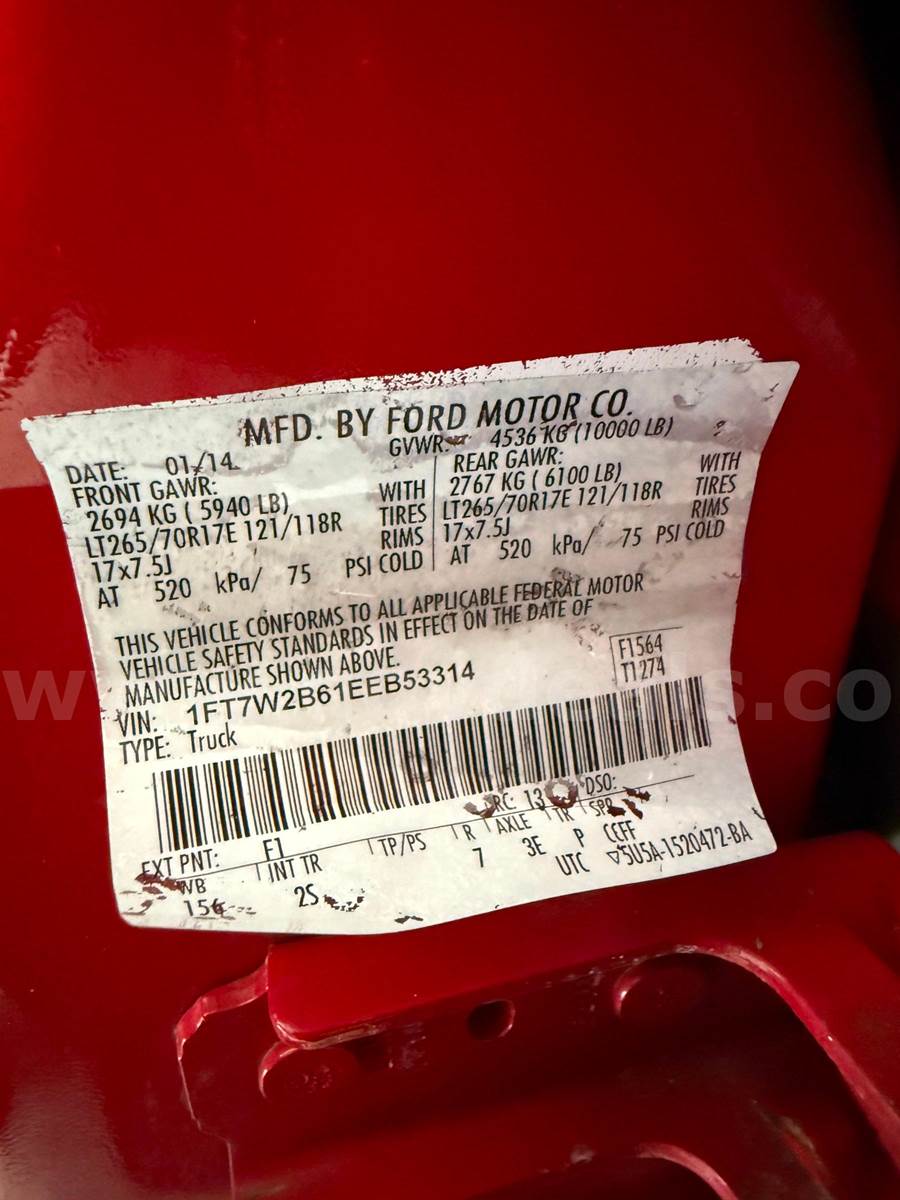 MFD. BY FORD MOTOR CO.
DATE: 01/14
GVWR: 4536 KG (10000 LB)
FRONT GAWR:
2694 KG ( 5940 LB) WITH
LT265/70R17E 121/118R TIRES
17x7.5J RIMS
AT 520 kPa/ 75 PSI COLD
REAR GAWR:
2767 KG ( 6100 LB) WITH
LT265/70R17E 121/118R TIRES
17x7.5J RIMS
AT 520 kPa/ 75 PSI COLD
THIS VEHICLE CONFORMS TO ALL APPLICABLE FEDERAL MOTOR
VEHICLE SAFETY STANDARDS IN EFFECT ON THE DATE OF
MANUFACTURE SHOWN ABOVE.
F1564
T1274
VIN: 1FT7W2B61EEB53314
TYPE: Truck
EXT PNT: F1 RC: 13 DSO:
WB INT TR TP/PS R AXLE TR SPR CCFF
156 2S 7 3E P
UTC ▽5U5A-1520472-BA